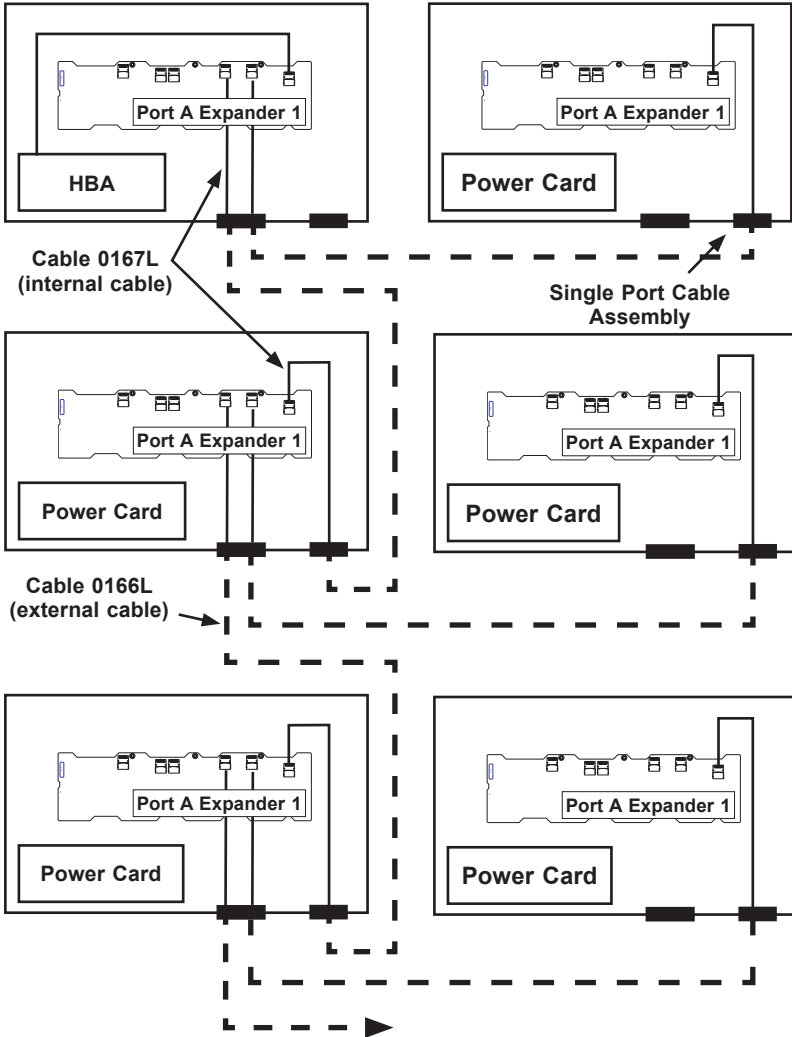 Port A Expander 1
HBA
Port A Expander 1
Power Card
Cable 0167L
(internal cable)
Single Port Cable
Assembly
Port A Expander 1
Power Card
Port A Expander 1
Power Card
Cable 0166L
(external cable)
Port A Expander 1
Power Card
Port A Expander 1
Power Card